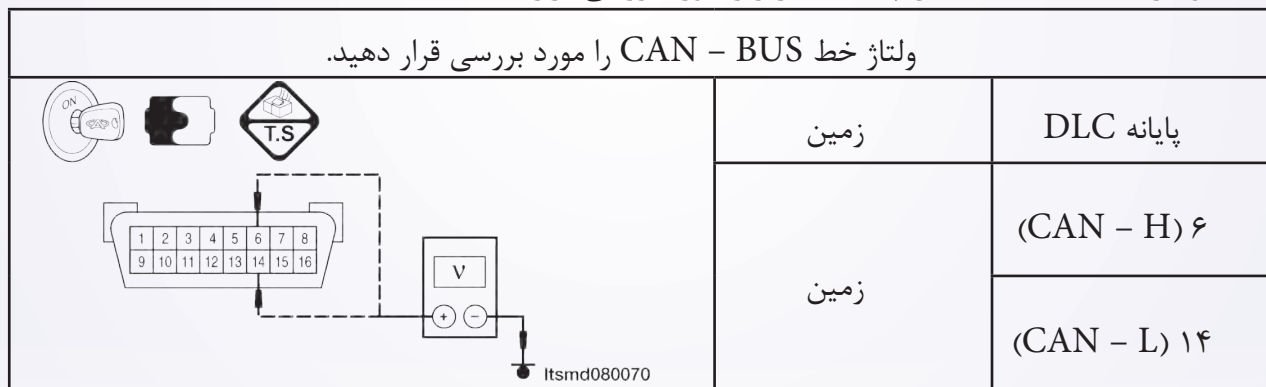 ولتاژ خط CAN – BUS را مورد بررسی قرار دهید.
پایانه DLC
زمین
۶ (CAN – H)
زمین
۱۴ (CAN – L)
ON
T.S
1 2 3 4 5 6 7 8
9 10 11 12 13 14 15 16
V
+ −
ltsmd080070